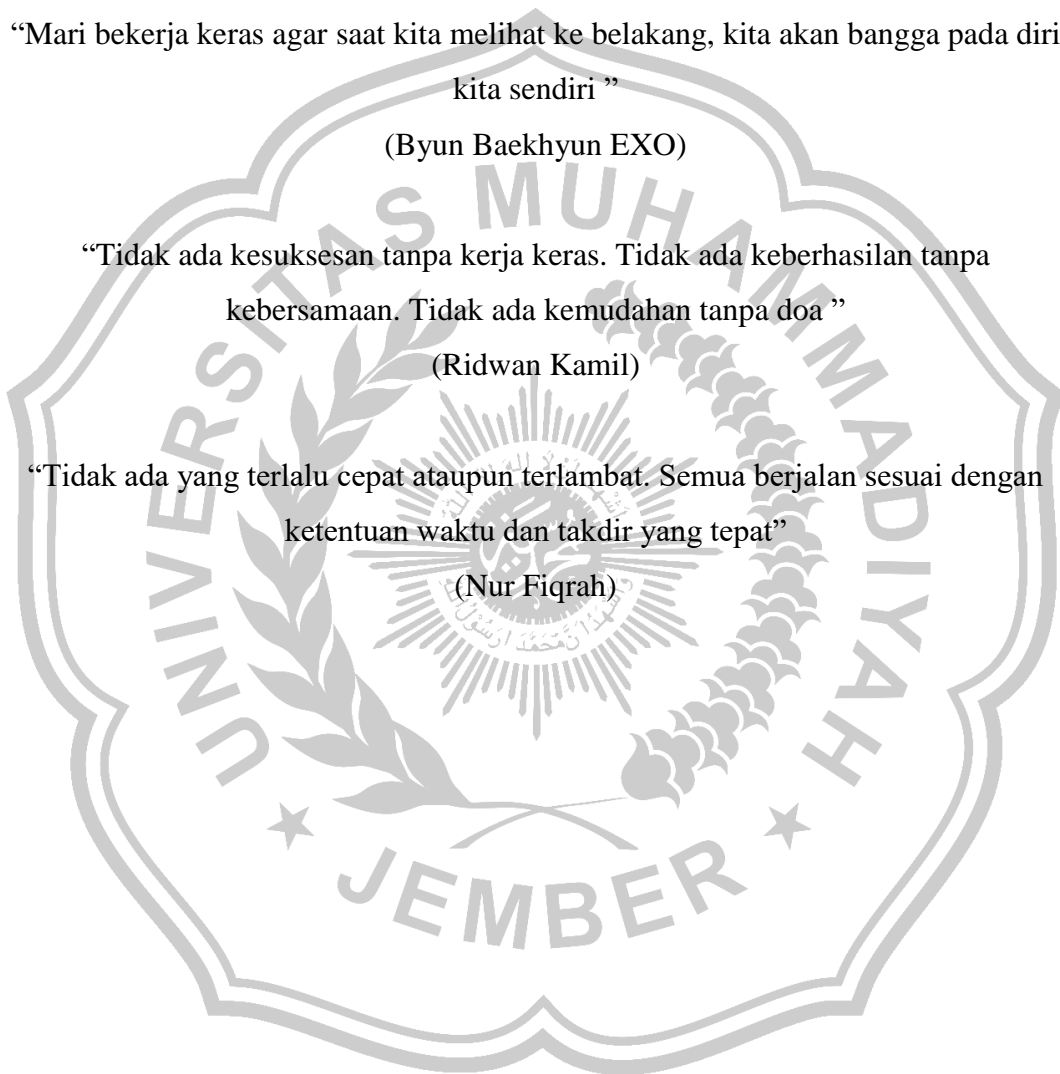 “Mari bekerja keras agar saat kita melihat ke belakang, kita akan bangga pada diri
kita sendiri ”
(Byun Baekhyun EXO)
“Tidak ada kesuksesan tanpa kerja keras. Tidak ada keberhasilan tanpa
kebersamaan. Tidak ada kemudahan tanpa doa ”
(Ridwan Kamil)
“Tidak ada yang terlalu cepat ataupun terlambat. Semua berjalan sesuai dengan
ketentuan waktu dan takdir yang tepat”
(Nur Fiqrah)
UNIVERSITAS MUHAMMADIYAH
JEMBER